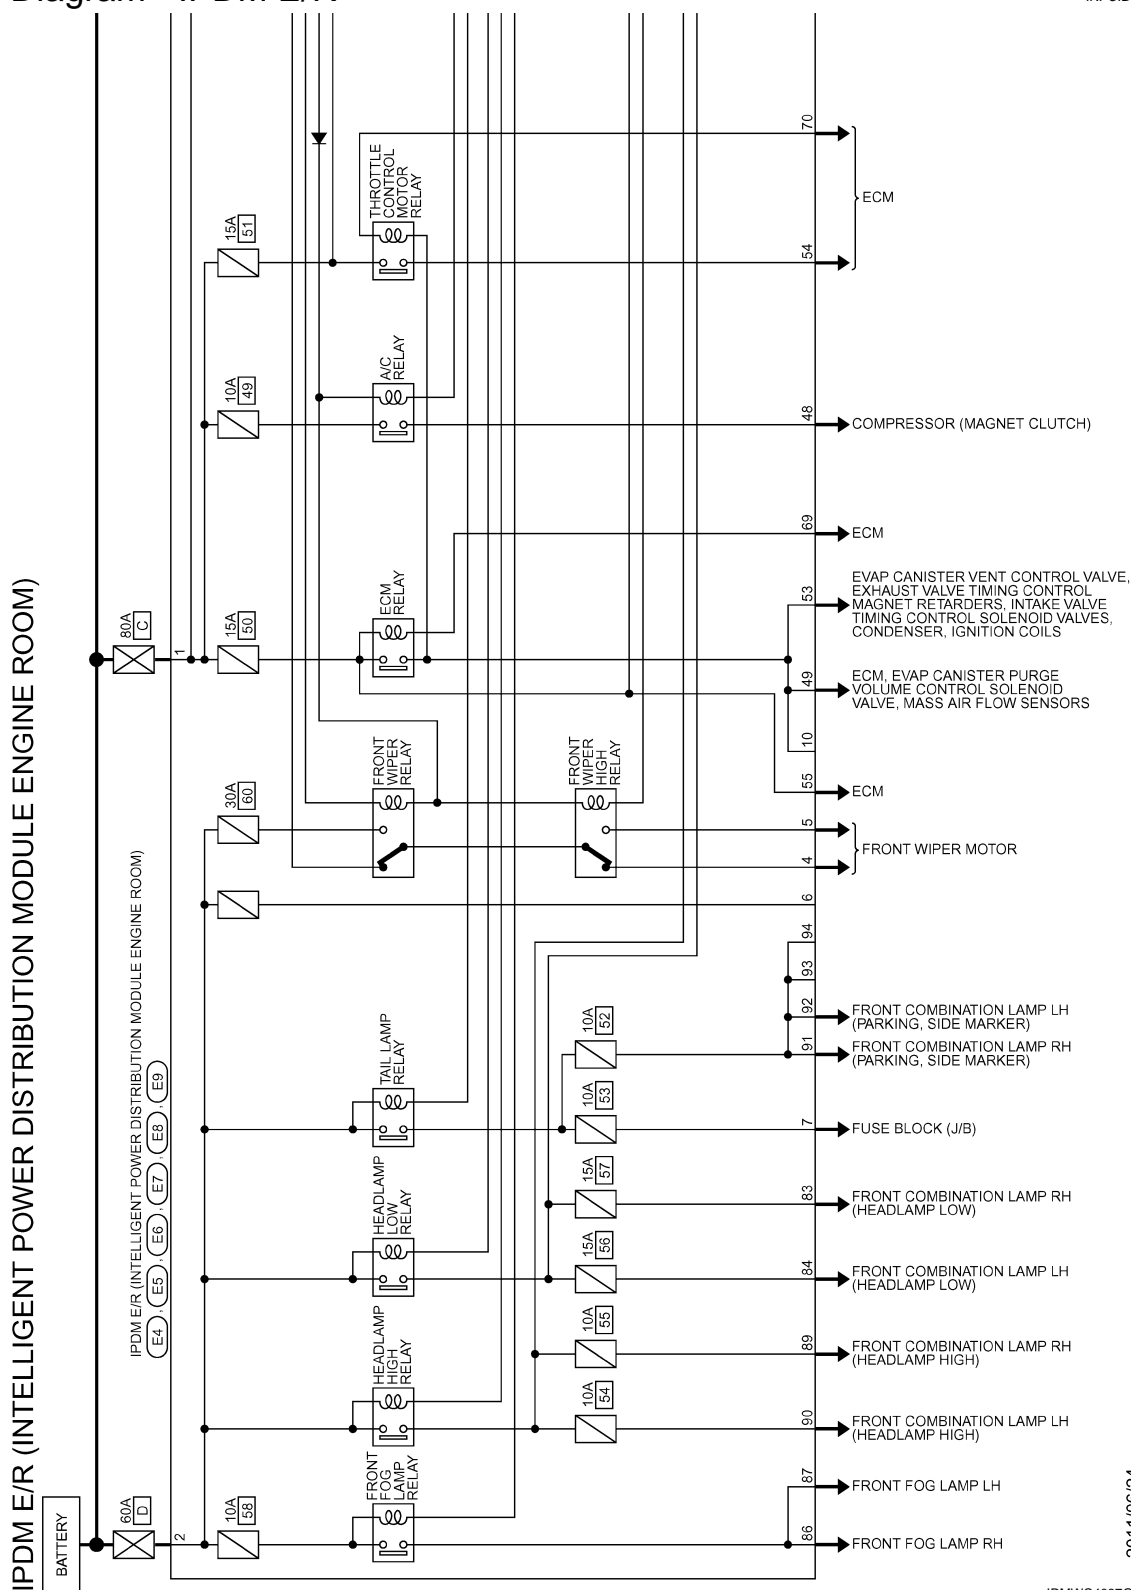 IPDM E/R (INTELLIGENT POWER DISTRIBUTION MODULE ENGINE ROOM)
BATTERY
60A
D
80A
C
IPDM E/R (INTELLIGENT POWER DISTRIBUTION MODULE ENGINE ROOM)
E4 , E5 , E6 , E7 , E8 , E9
2
1
10A
58
30A
60
15A
50
10A
49
15A
51
FRONT
FOG
LAMP
RELAY
HEADLAMP
HIGH
RELAY
HEADLAMP
LOW
RELAY
TAIL LAMP
RELAY
FRONT
WIPER
RELAY
ECM
RELAY
A/C
RELAY
THROTTLE
CONTROL
MOTOR
RELAY
10A
54
10A
55
15A
56
15A
57
10A
53
10A
52
FRONT
WIPER
HIGH
RELAY
70
54
ECM
48
COMPRESSOR (MAGNET CLUTCH)
69
ECM
53
EVAP CANISTER VENT CONTROL VALVE,
EXHAUST VALVE TIMING CONTROL
MAGNET RETARDERS, INTAKE VALVE
TIMING CONTROL SOLENOID VALVES,
CONDENSER, IGNITION COILS
49
ECM, EVAP CANISTER PURGE
VOLUME CONTROL SOLENOID
VALVE, MASS AIR FLOW SENSORS
10
55
ECM
5
4
FRONT WIPER MOTOR
6
94
93
92
FRONT COMBINATION LAMP LH
(PARKING, SIDE MARKER)
91
FRONT COMBINATION LAMP RH
(PARKING, SIDE MARKER)
7
FUSE BLOCK (J/B)
83
FRONT COMBINATION LAMP RH
(HEADLAMP LOW)
84
FRONT COMBINATION LAMP LH
(HEADLAMP LOW)
89
FRONT COMBINATION LAMP RH
(HEADLAMP HIGH)
90
FRONT COMBINATION LAMP LH
(HEADLAMP HIGH)
87
FRONT FOG LAMP LH
86
FRONT FOG LAMP RH